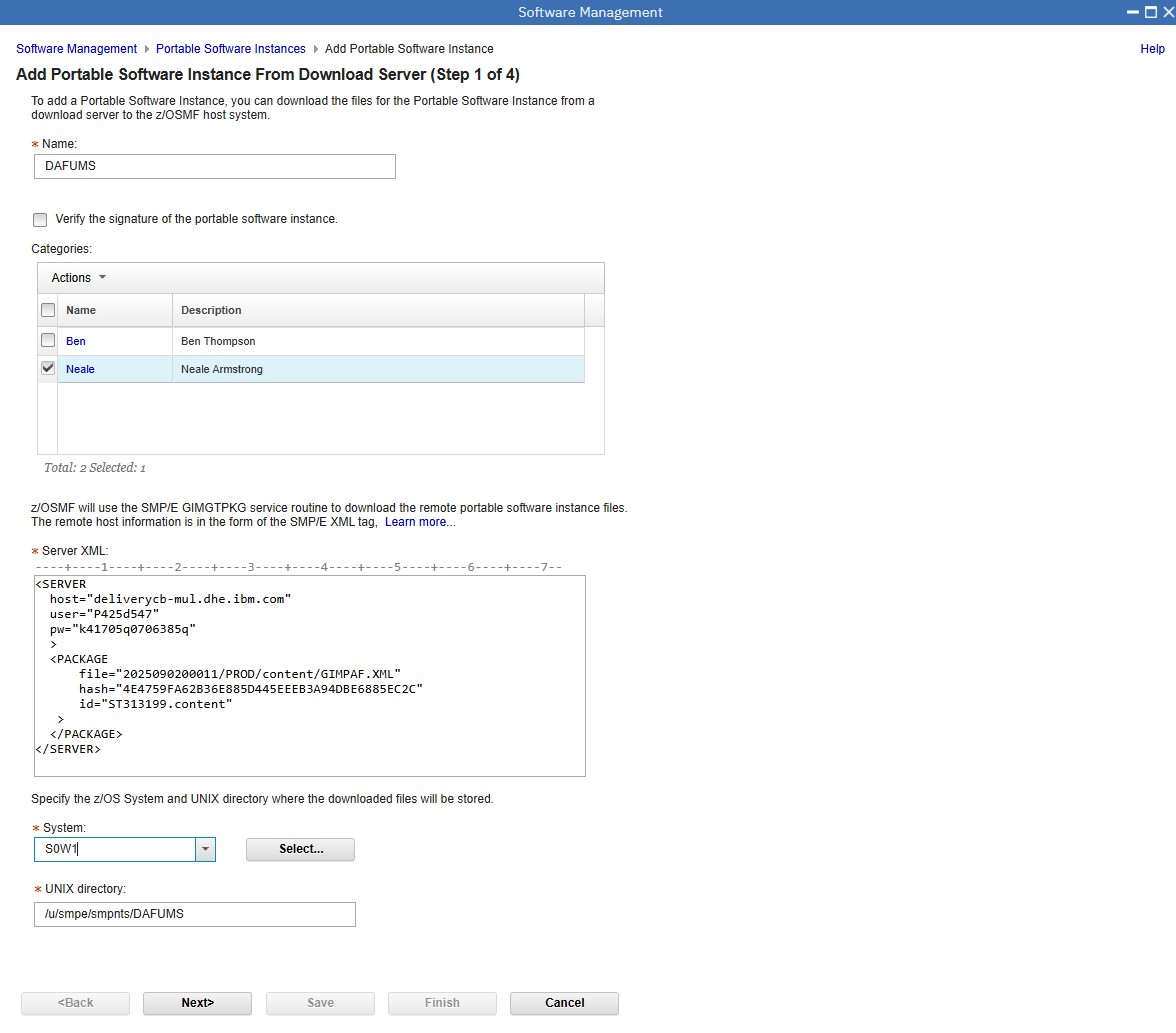 Software Management
Software Management Portable Software Instances Add Portable Software Instance Help
Add Portable Software Instance From Download Server (Step 1 of 4)
To add a Portable Software Instance, you can download the files for the Portable Software Instance from a
download server to the z/OSMF host system.
* Name:
DAFUMS
Verify the signature of the portable software instance.
Categories:
Actions
Name Description
Ben Ben Thompson
Neale Neale Armstrong
Total: 2 Selected: 1
z/OSMF will use the SMP/E GIMGTPKG service routine to download the remote portable software instance files.
The remote host information is in the form of the SMP/E XML tag, Learn more...
* Server XML:
----+----1----+----2----+----3----+----4----+----5----+----6----+----7--
<SERVER
host="deliverycb-mul.dhe.ibm.com"
user="P425d547"
pw="k41705q0706385q"
>
<PACKAGE
file="2025090200011/PROD/content/GIMPAF.XML"
hash="4E4759FA62B36E885D445EEEB3A94DBE6885EC2C"
id="ST313199.content"
>
</PACKAGE>
</SERVER>
Specify the z/OS System and UNIX directory where the downloaded files will be stored.
* System:
S0W1 Select...
* UNIX directory:
/u/smpe/smpnts/DAFUMS
<Back Next> Save Finish Cancel